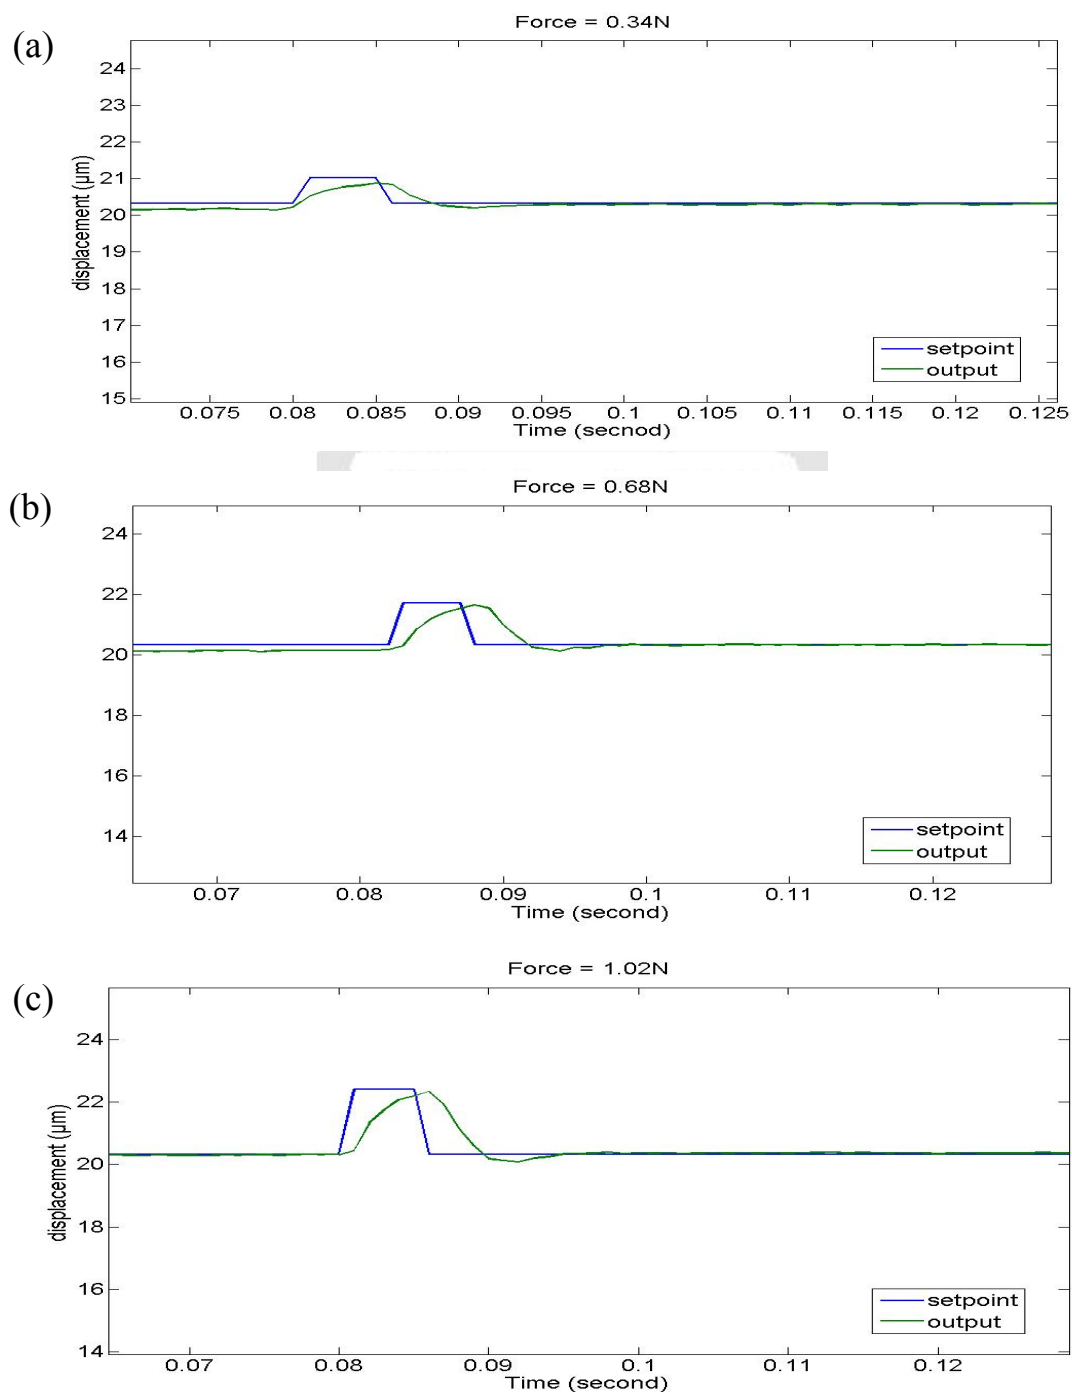 (a)
Force = 0.34N
24
23
22
21
20
19
18
17
16
15
displacement (μm)
setpoint
output
0.075 0.08 0.085 0.09 0.095 0.1 0.105 0.11 0.115 0.12 0.125
Time (secnod)
(b)
Force = 0.68N
24
22
20
18
16
14
setpoint
output
0.07 0.08 0.09 0.1 0.11 0.12
Time (second)
(c)
Force = 1.02N
24
22
20
18
16
14
displacement (μm)
setpoint
output
0.07 0.08 0.09 0.1 0.11 0.12
Time (second)